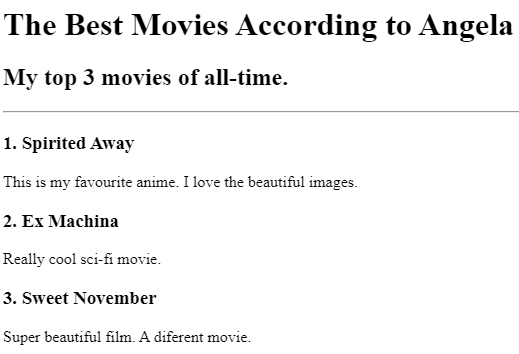 The Best Movies According to Angela
My top 3 movies of all-time.
1. Spirited Away
This is my favourite anime. I love the beautiful images.
2. Ex Machina
Really cool sci-fi movie.
3. Sweet November
Super beautiful film. A diferent movie.